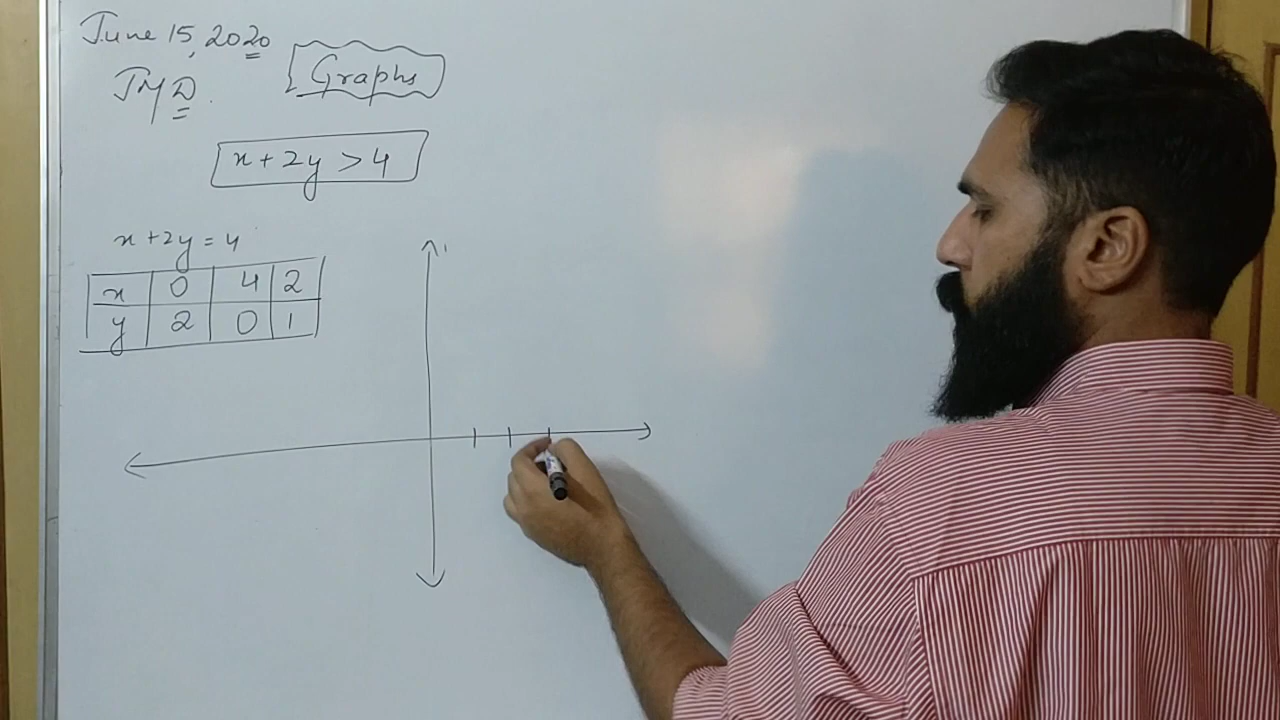 June 15, 2020
Graphs
JMD.
x + 2y > 4
x + 2y = 4
x 0 4 2
y 2 0 1